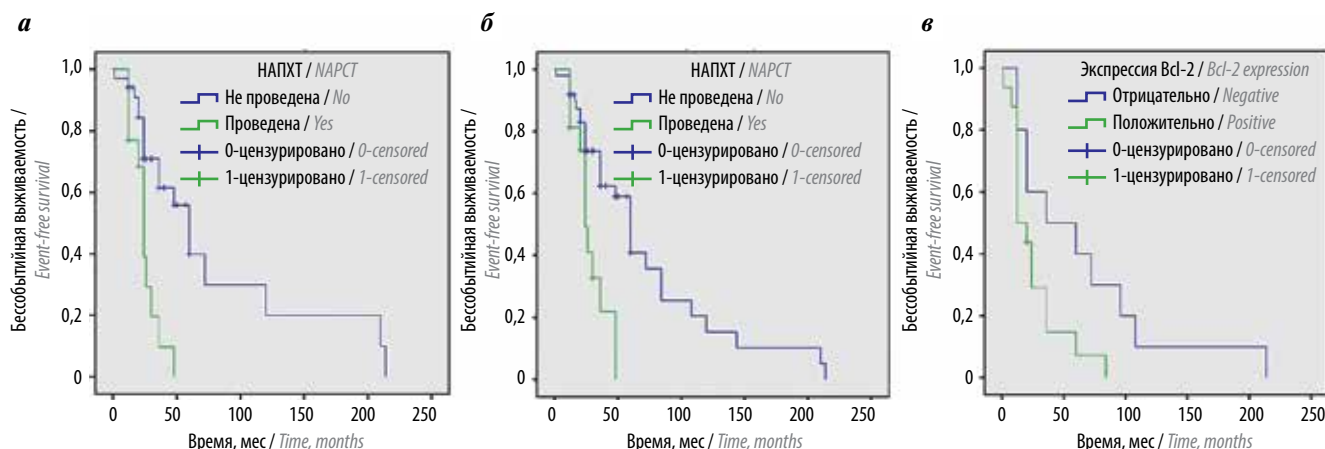 а
Бессобытийная выживаемость /
Event-free survival
1,0
0,8
0,6
0,4
0,2
0
НАПХТ / NAPCT
Не проведена / No
Проведена / Yes
0-цензурировано / 0-censored
1-цензурировано / 1-censored
0 50 100 150 200 250
Время, мес / Time, months
б
Бессобытийная выживаемость /
Event-free survival
1,0
0,8
0,6
0,4
0,2
0
НАПХТ / NAPCT
Не проведена / No
Проведена / Yes
0-цензурировано / 0-censored
1-цензурировано / 1-censored
0 50 100 150 200 250
Время, мес / Time, months
в
Бессобытийная выживаемость /
Event-free survival
1,0
0,8
0,6
0,4
0,2
0
Экспрессия Bcl-2 / Bcl-2 expression
Отрицательно / Negative
Положительно / Positive
0-цензурировано / 0-censored
1-цензурировано / 1-censored
0 50 100 150 200 250
Время, мес / Time, months